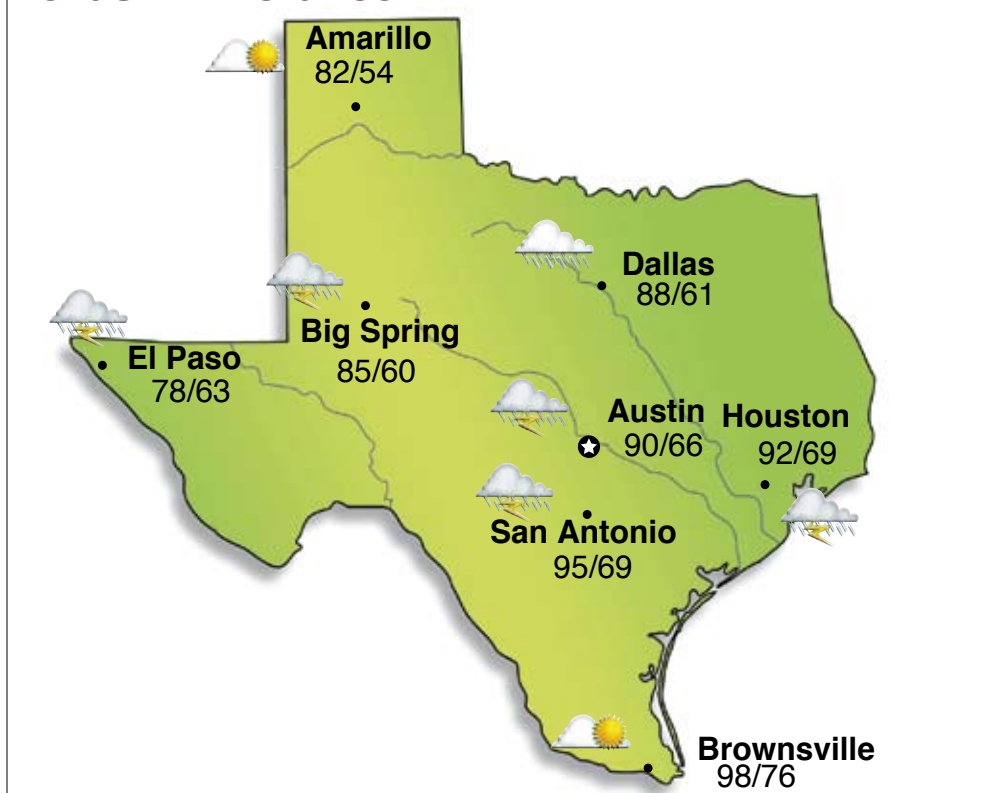 Amarillo
82/54
Dallas
88/61
Big Spring
85/60
El Paso
78/63
Austin
90/66
Houston
92/69
San Antonio
95/69
Brownsville
98/76